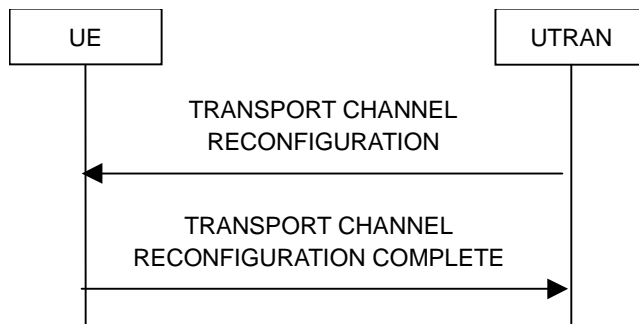 UE
UTRAN
TRANSPORT CHANNEL
RECONFIGURATION
TRANSPORT CHANNEL
RECONFIGURATION COMPLETE